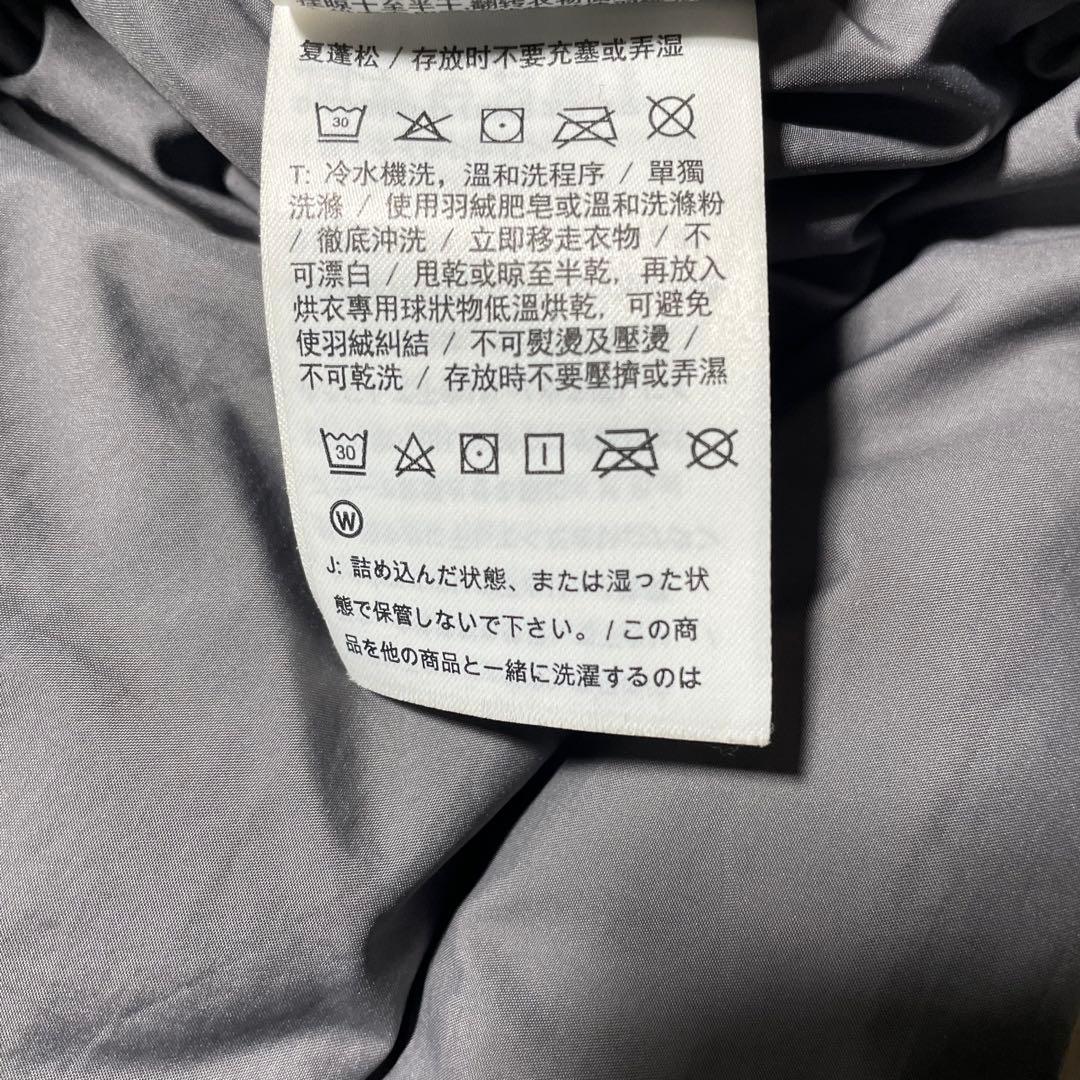 复蓬松 / 存放时不要充塞或弄湿
30
T: 冷水機洗，溫和洗程序 / 單獨
洗滌 / 使用羽絨肥皂或溫和洗滌粉
/ 徹底沖洗 / 立即移走衣物 / 不
可漂白 / 甩乾或晾至半乾，再放入
烘衣專用球狀物低溫烘乾，可避免
使羽絨糾結 / 不可熨燙及壓燙 /
不可乾洗 / 存放時不要壓擠或弄濕
30
W
J: 詰め込んだ状態、または湿った状
態で保管しないで下さい。/ この商
品を他の商品と一緒に洗濯するのは